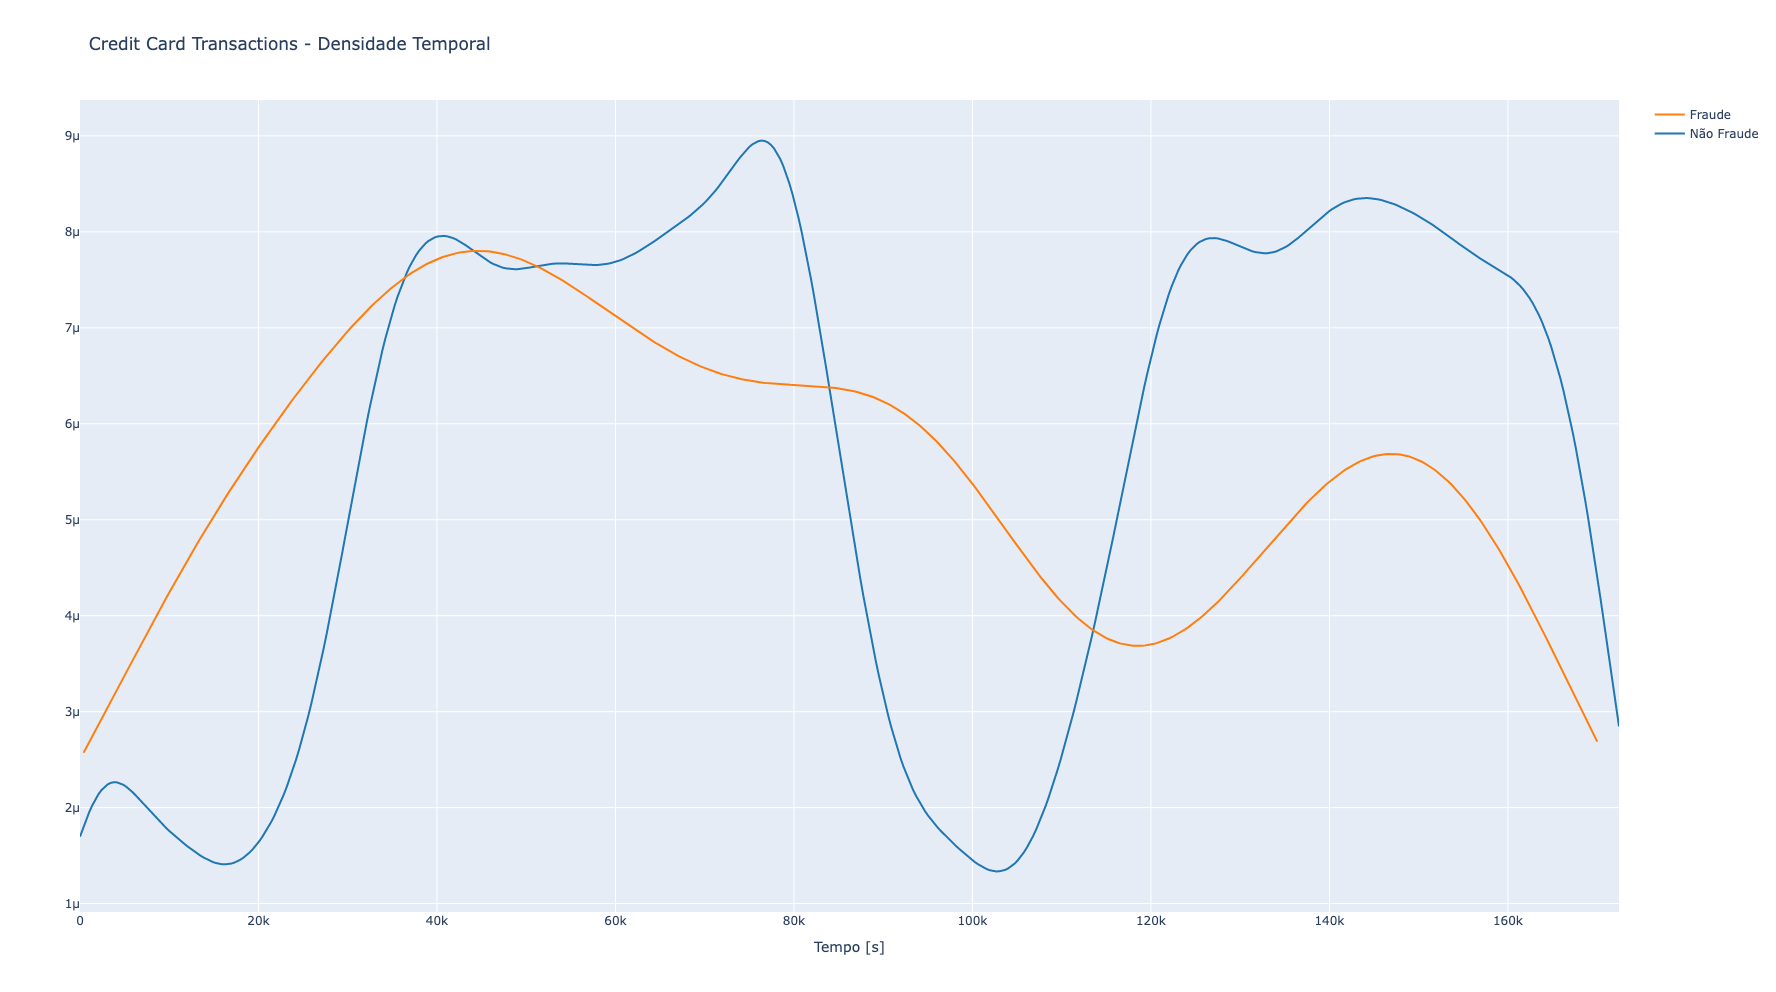 Credit Card Transactions - Densidade Temporal
Fraude
Não Fraude
9µ
8µ
7µ
6µ
5µ
4µ
3µ
2µ
1µ
0 20k 40k 60k 80k 100k 120k 140k 160k
Tempo [s]